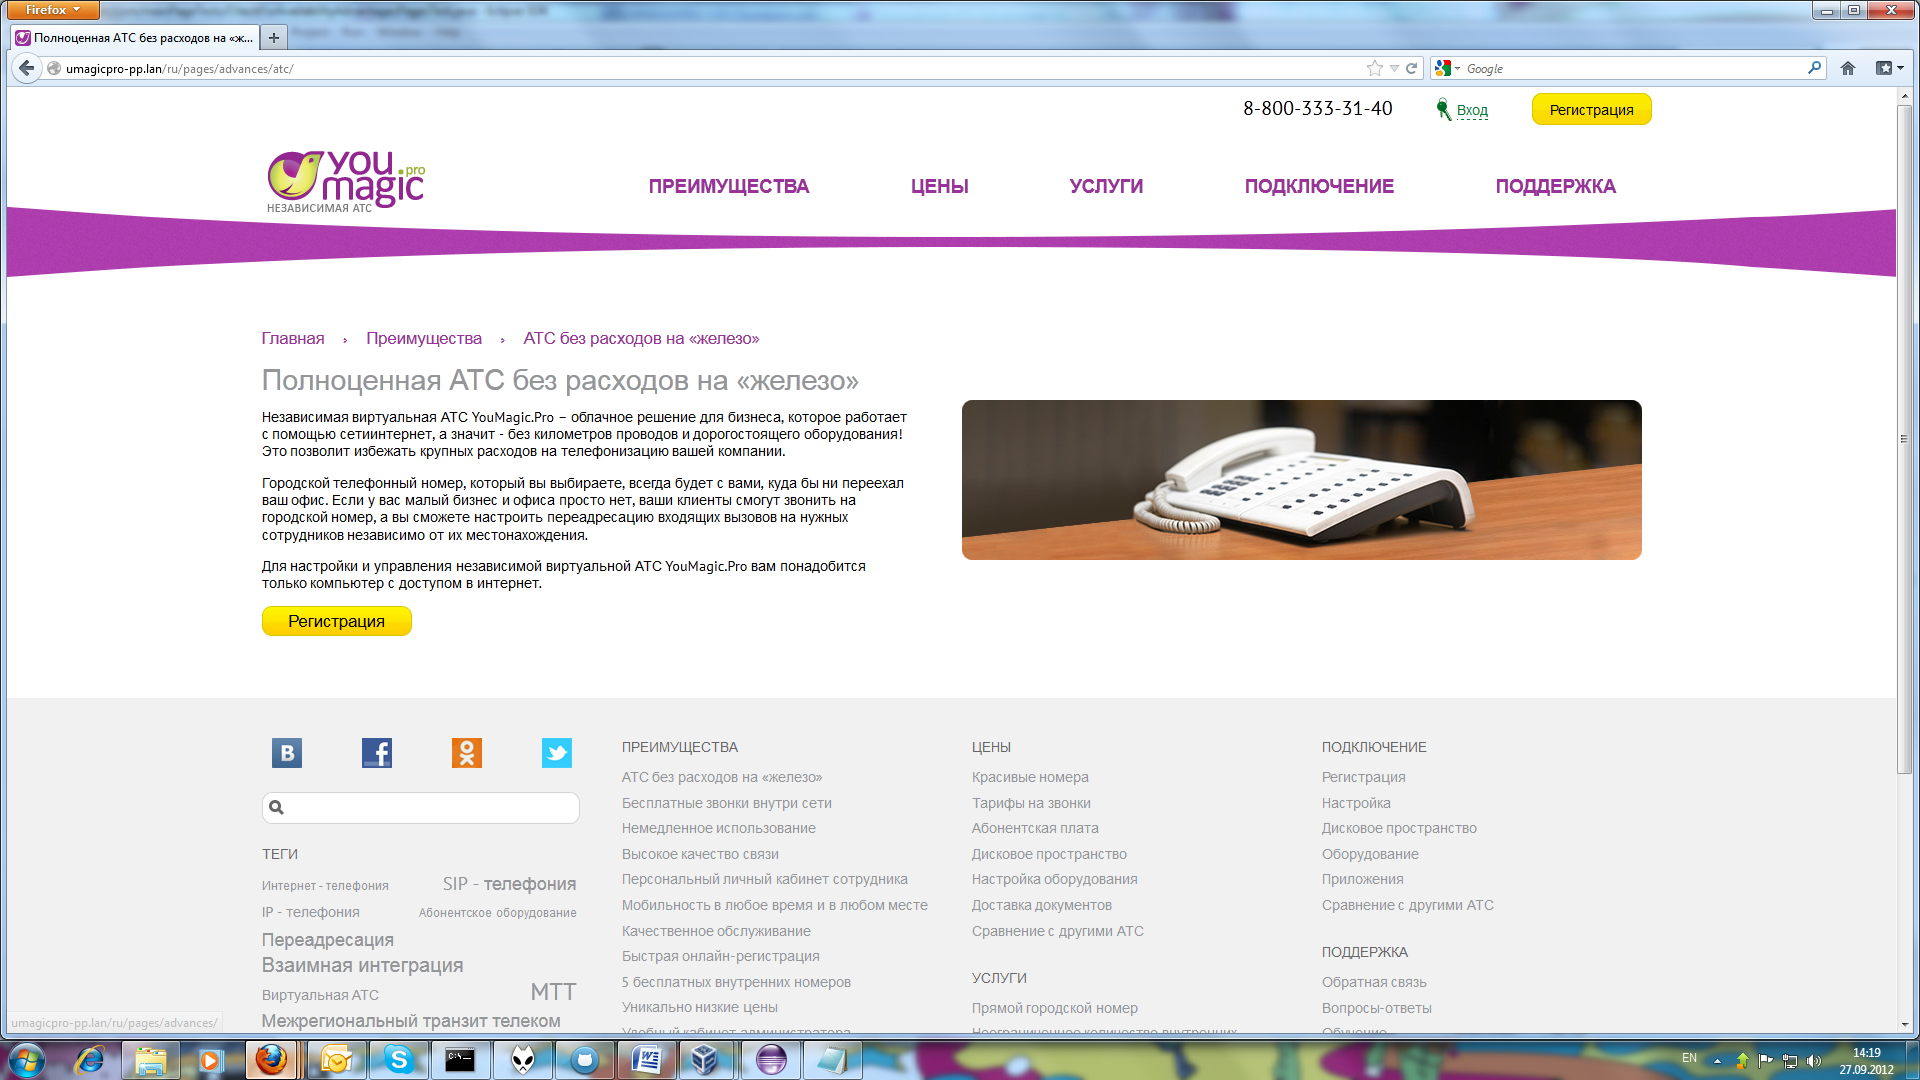 Firefox
Полноценная АТС без расходов на «ж...
umagicpro-pp.lan/ru/pages/advances/atc/
Google
8-800-333-31-40
Вход
Регистрация
you magic .pro
НЕЗАВИСИМАЯ АТС
ПРЕИМУЩЕСТВА
ЦЕНЫ
УСЛУГИ
ПОДКЛЮЧЕНИЕ
ПОДДЕРЖКА
Главная › Преимущества › АТС без расходов на «железо»
Полноценная АТС без расходов на «железо»
Независимая виртуальная АТС YouMagic.Pro – облачное решение для бизнеса, которое работает
с помощью сетиинтернет, а значит - без километров проводов и дорогостоящего оборудования!
Это позволит избежать крупных расходов на телефонизацию вашей компании.
Городской телефонный номер, который вы выбираете, всегда будет с вами, куда бы ни переехал
ваш офис. Если у вас малый бизнес и офиса просто нет, ваши клиенты смогут звонить на
городской номер, а вы сможете настроить переадресацию входящих вызовов на нужных
сотрудников независимо от их местонахождения.
Для настройки и управления независимой виртуальной АТС YouMagic.Pro вам понадобится
только компьютер с доступом в интернет.
Регистрация
ТЕГИ
Интернет - телефония
SIP - телефония
IP - телефония
Абонентское оборудование
Переадресация
Взаимная интеграция
Виртуальная АТС
МТТ
Межрегиональный транзит телеком
ПРЕИМУЩЕСТВА
АТС без расходов на «железо»
Бесплатные звонки внутри сети
Немедленное использование
Высокое качество связи
Персональный личный кабинет сотрудника
Мобильность в любое время и в любом месте
Качественное обслуживание
Быстрая онлайн-регистрация
5 бесплатных внутренних номеров
Уникально низкие цены
Удобный кабинет администратора
ЦЕНЫ
Красивые номера
Тарифы на звонки
Абонентская плата
Дисковое пространство
Настройка оборудования
Доставка документов
Сравнение с другими АТС
УСЛУГИ
Прямой городской номер
Неограниченное количество внутренних
ПОДКЛЮЧЕНИЕ
Регистрация
Настройка
Дисковое пространство
Оборудование
Приложения
Сравнение с другими АТС
ПОДДЕРЖКА
Обратная связь
Вопросы-ответы
Обучение
umagicpro-pp.lan/ru/pages/advances/
EN
14:19
27.09.2012